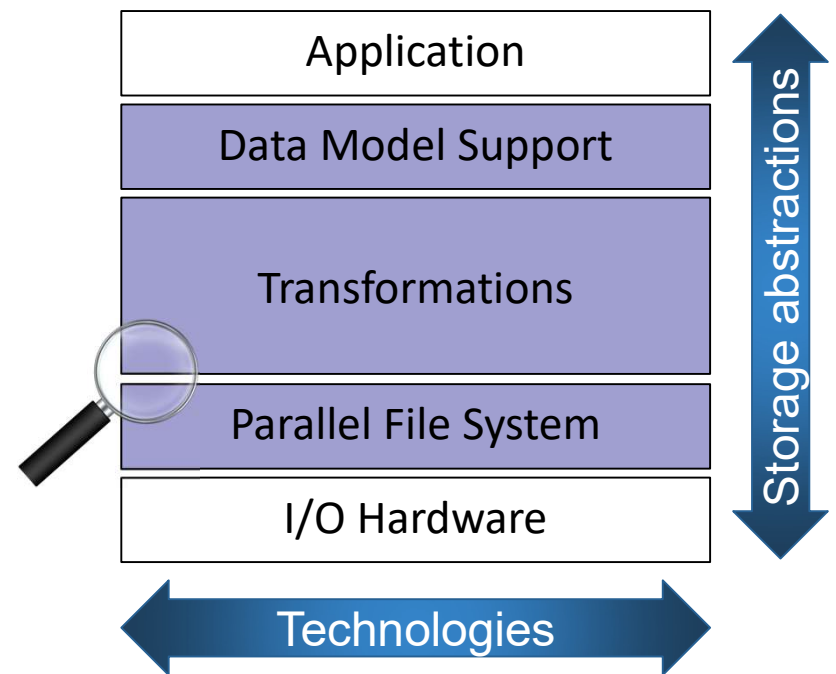 Application
Data Model Support
Transformations
Parallel File System
I/O Hardware
Storage abstractions
Technologies